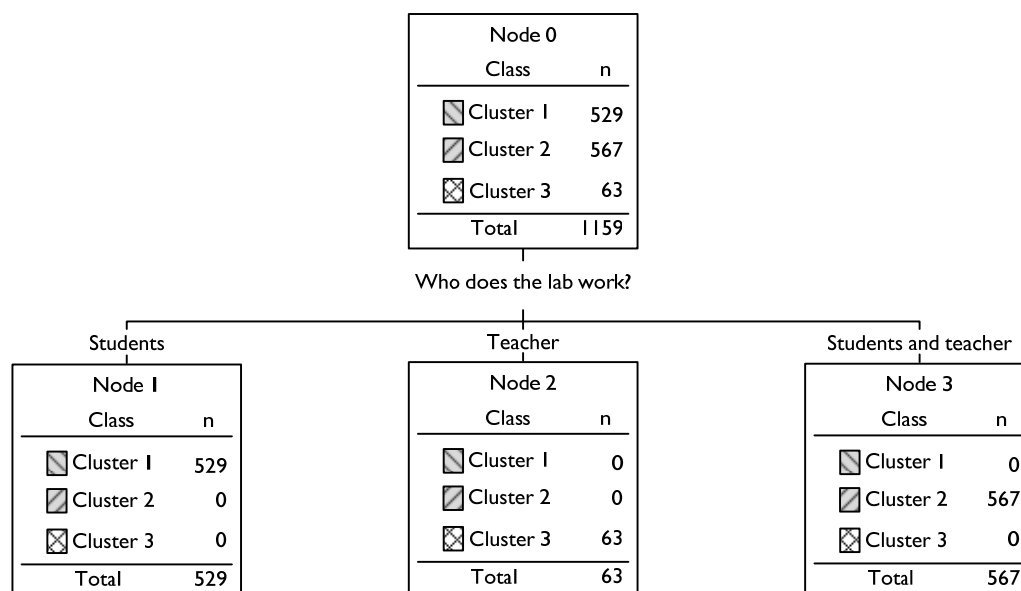 Node 0
Class n
Cluster 1 529
Cluster 2 567
Cluster 3 63
Total 1159
Who does the lab work?
Students
Teacher
Students and teacher
Node 1
Class n
Cluster 1 529
Cluster 2 0
Cluster 3 0
Total 529
Node 2
Class n
Cluster 1 0
Cluster 2 0
Cluster 3 63
Total 63
Node 3
Class n
Cluster 1 0
Cluster 2 567
Cluster 3 0
Total 567